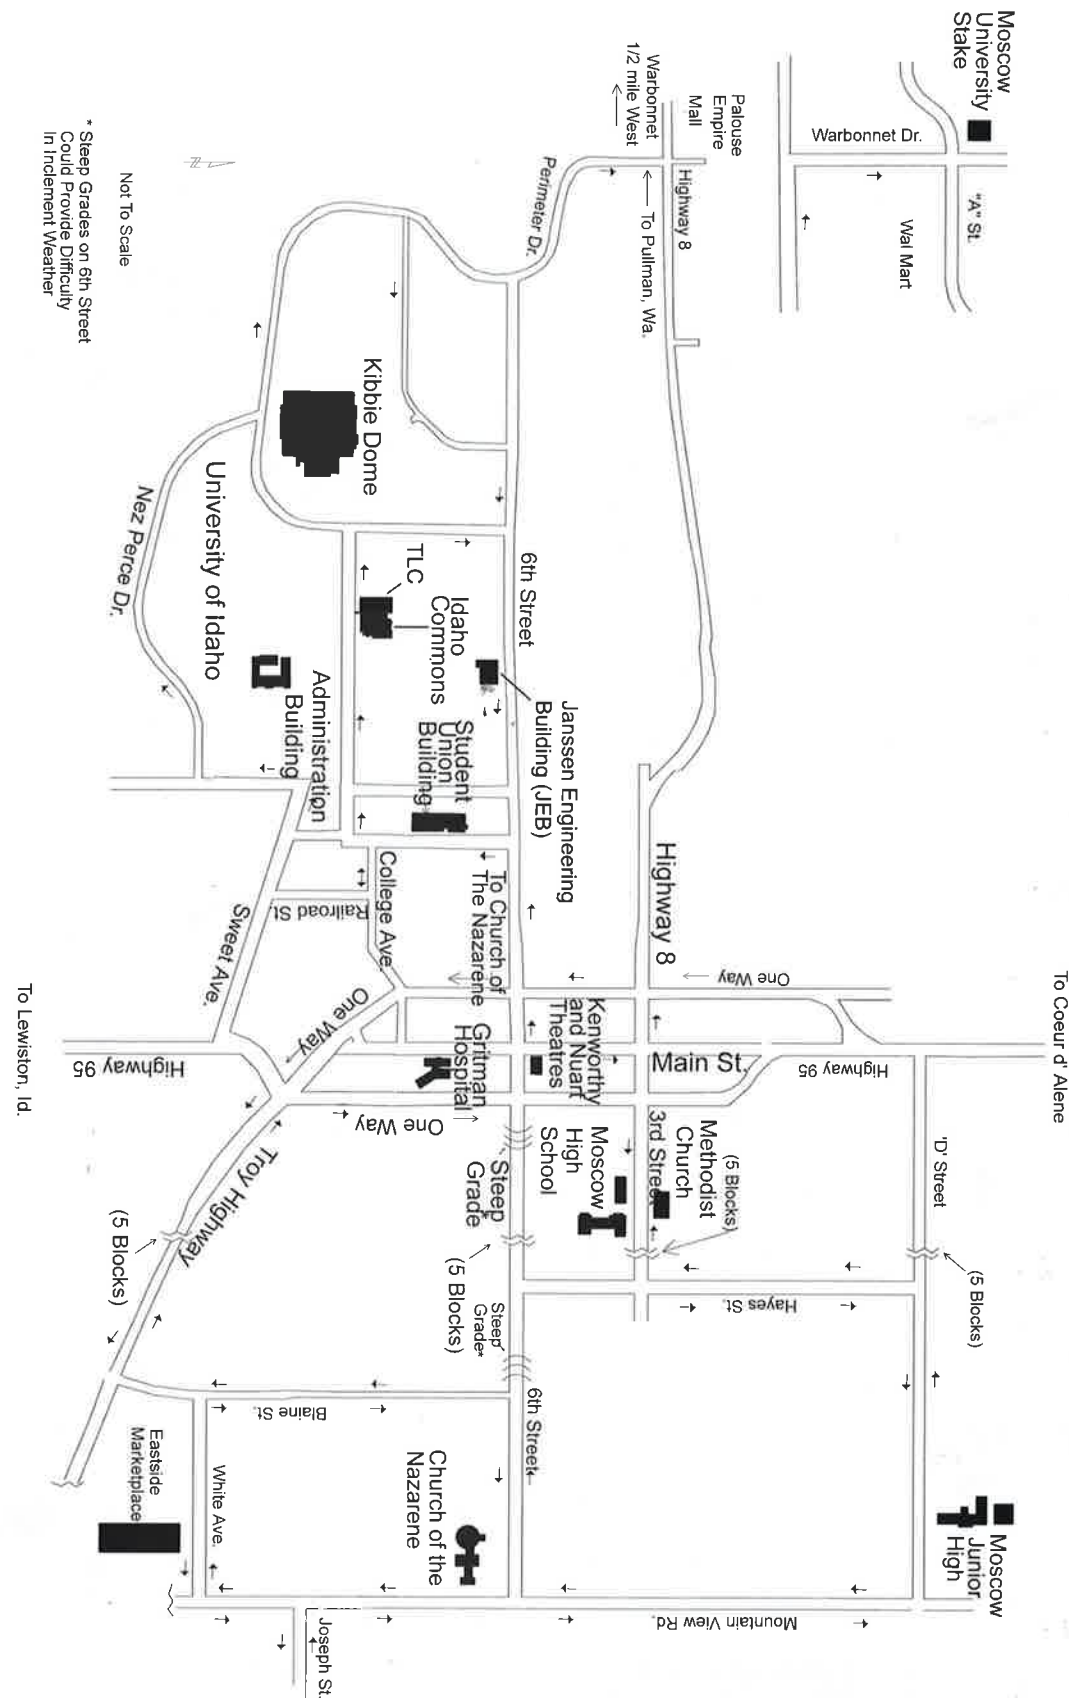 Moscow
University
Stake
Warbonnet Dr.
"A" St.
Wal Mart
Palouse
Empire
Mall
Warbonnet
1/2 mile West
Highway 8
To Pullman, Wa.
Perimeter Dr.
Not To Scale
* Steep Grades on 6th Street
Could Provide Difficulty
In Inclement Weather
Kibbie Dome
University of Idaho
Nez Perce Dr.
TLC
Idaho
Commons
6th Street
Janssen Engineering
Building (JEB)
Student
Union
Building
Administration
Building
Highway 8
To Church of
The Nazarene
College Ave.
Railroad St.
Sweet Ave.
One Way
One Way
One Way
To Coeur d' Alene
To Lewiston, Id.
Highway 95
Highway 95
Main St.
Kenworthy
and Nuart
Theatres
Gritman
Hospital
Troy Highway
3rd Street
Methodist
Church
(5 Blocks)
Moscow
High
School
Steep
Grade*
(5 Blocks)
(5 Blocks)
'D' Street
(5 Blocks)
Hayes St.
Steep
Grade*
6th Street
Blaine St.
White Ave.
Eastside
Marketplace
Church of the
Nazarene
Moscow
Junior
High
Mountain View Rd.
Joseph St.